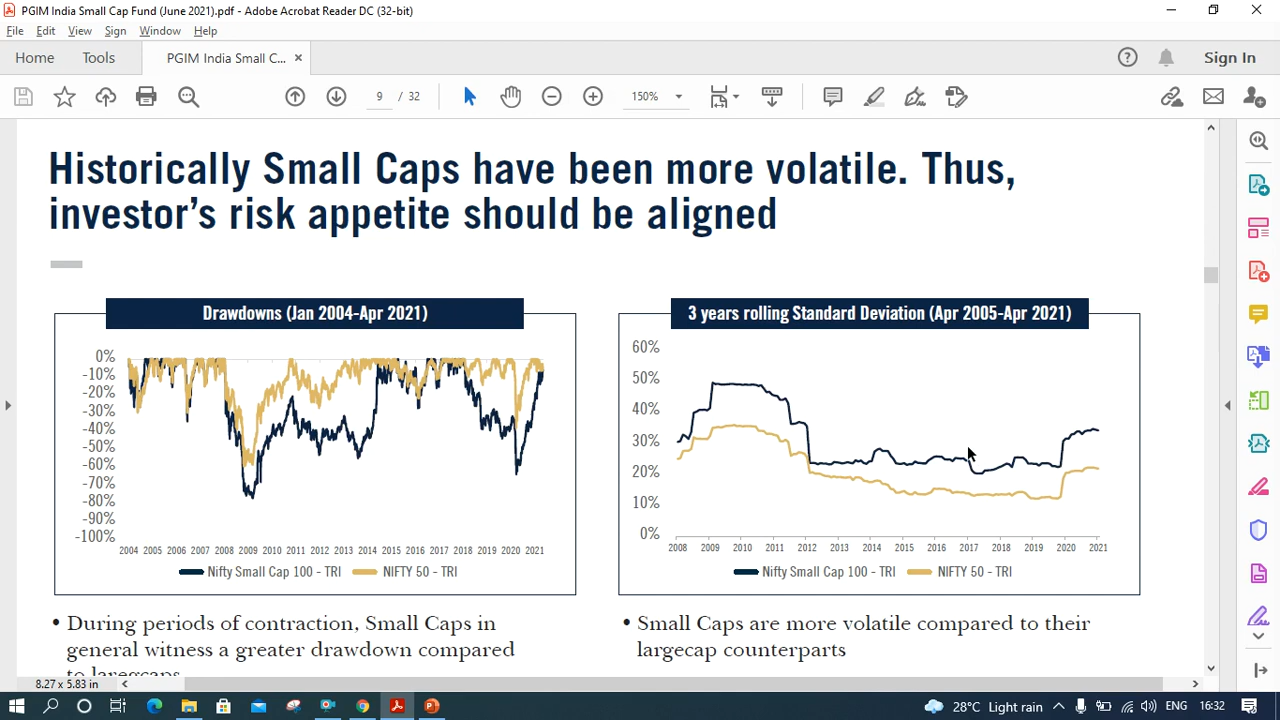 PGIM India Small Cap Fund (June 2021).pdf - Adobe Acrobat Reader DC (32-bit)
File Edit View Sign Window Help
Home Tools PGIM India Small C... × Sign In
9 / 32 150%
Historically Small Caps have been more volatile. Thus,
investor's risk appetite should be aligned
Drawdowns (Jan 2004-Apr 2021)
0%
-10%
-20%
-30%
-40%
-50%
-60%
-70%
-80%
-90%
-100%
2004 2005 2006 2007 2008 2009 2010 2011 2012 2013 2014 2016 2017 2018 2019 2020 2021
Nifty Small Cap 100 - TRI NIFTY 50 - TRI
• During periods of contraction, Small Caps in
general witness a greater drawdown compared
to largecaps
3 years rolling Standard Deviation (Apr 2005-Apr 2021)
60%
50%
40%
30%
20%
10%
0%
2008 2009 2010 2011 2012 2013 2014 2015 2016 2017 2018 2019 2020 2021
Nifty Small Cap 100 - TRI NIFTY 50 - TRI
• Small Caps are more volatile compared to their
largecap counterparts
8.27 x 5.83 in
28°C Light rain ENG 16:32